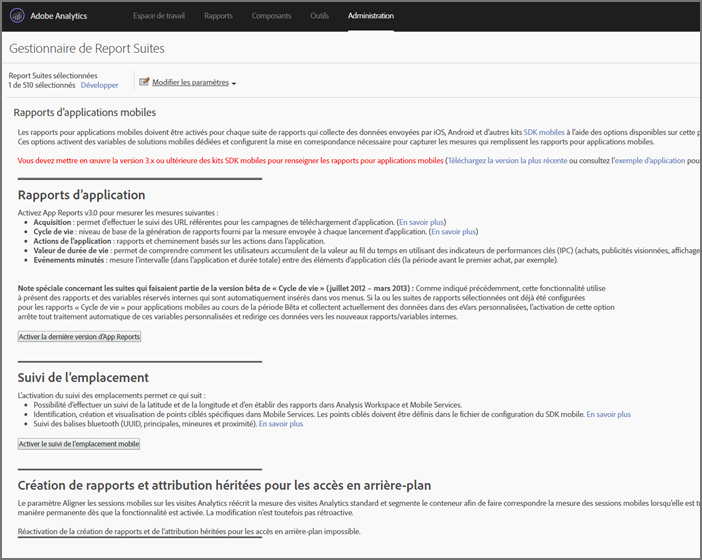 Adobe Analytics
Espace de travail
Rapports
Composants
Outils
Administration
Gestionnaire de Report Suites
Report Suites sélectionnées
1 de 510 sélectionnés Développer
Modifier les paramètres
Rapports d'applications mobiles
Les rapports pour applications mobiles doivent être activés pour chaque suite de rapports qui collecte des données envoyées par iOS, Android et d'autres kits SDK mobiles à l'aide des options disponibles sur cette p
Ces options activent des variables de solutions mobiles dédiées et configurent la mise en correspondance nécessaire pour capturer les mesures qui remplissent les rapports pour applications mobiles.
Vous devez mettre en œuvre la version 3.x ou ultérieure des kits SDK mobiles pour renseigner les rapports pour applications mobiles (Téléchargez la version la plus récente ou consultez l'exemple d'application pou
Rapports d'application
Activez App Reports v3.0 pour mesurer les mesures suivantes :
• Acquisition : permet d'effectuer le suivi des URL référentes pour les campagnes de téléchargement d'application. (En savoir plus)
• Cycle de vie : niveau de base de la génération de rapports fourni par la mesure envoyée à chaque lancement d'application. (En savoir plus)
• Actions de l'application : rapports et cheminement basés sur les actions dans l'application.
• Valeur de durée de vie : permet de comprendre comment les utilisateurs accumulent de la valeur au fil du temps en utilisant des indicateurs de performances clés (IPC) (achats, publicités visionnées, affichage
• Evénements minutés : mesure l'intervalle (dans l'application et durée totale) entre des éléments d'application clés (la période avant le premier achat, par exemple).
Note spéciale concernant les suites qui faisaient partie de la version bêta de « Cycle de vie » (juillet 2012 – mars 2013) : Comme indiqué précédemment, cette fonctionnalité utilise
à présent des rapports et des variables réservés internes qui sont automatiquement insérés dans vos menus. Si la ou les suites de rapports sélectionnées ont déjà été configurées
pour les rapports « Cycle de vie » pour applications mobiles au cours de la période Bêta et collectent actuellement des données dans des eVars personnalisées, l'activation de cette option
arrête tout traitement automatique de ces variables personnalisées et redirige ces données vers les nouveaux rapports/variables internes.
Activer la dernière version d'App Reports
Suivi de l'emplacement
L'activation du suivi des emplacements permet ce qui suit :
• Possibilité d'effectuer un suivi de la latitude et de la longitude et d'en établir des rapports dans Analysis Workspace et Mobile Services.
• Identification, création et visualisation de points ciblés spécifiques dans Mobile Services. Les points ciblés doivent être définis dans le fichier de configuration du SDK mobile. En savoir plus
• Suivi des balises bluetooth (UUID, principales, mineures et proximité). En savoir plus
Activer le suivi de l'emplacement mobile
Création de rapports et attribution héritées pour les accès en arrière-plan
Le paramètre Aligner les sessions mobiles sur les visites Analytics réécrit la mesure des visites Analytics standard et segmente le conteneur afin de faire correspondre la mesure des sessions mobiles lorsqu'elle est t
manière permanente dès que la fonctionnalité est activée. La modification n'est toutefois pas rétroactive.
Réactivation de la création de rapports et de l'attribution héritées pour les accès en arrière-plan impossible.